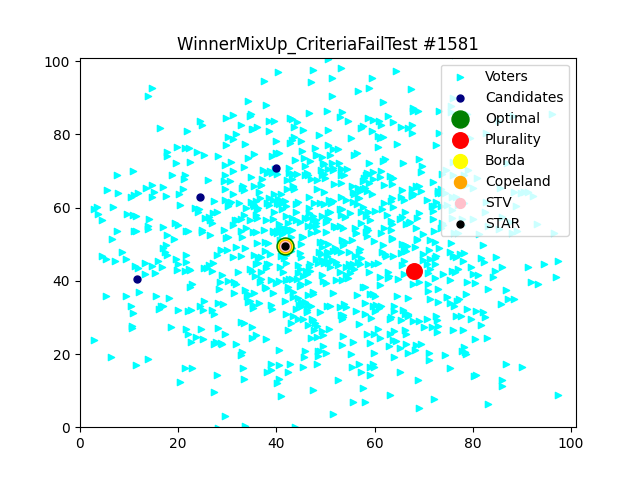 WinnerMixUp_CriteriaFailTest #1581
100
80
60
40
20
0
0
20
40
60
80
100
Voters
Candidates
Optimal
Plurality
Borda
Copeland
STV
STAR